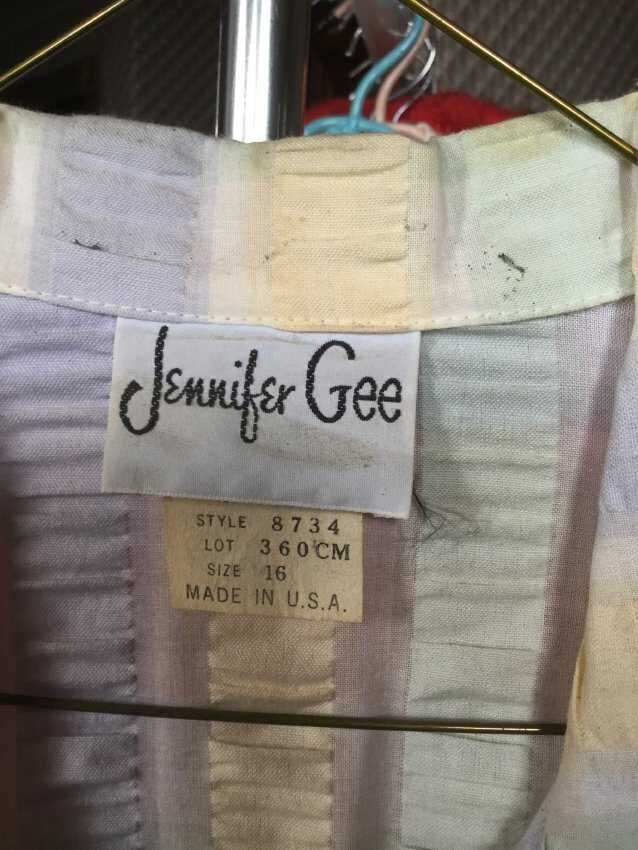 Jennifer Gee
STYLE 8734
LOT 360CM
SIZE 16
MADE IN U.S.A.